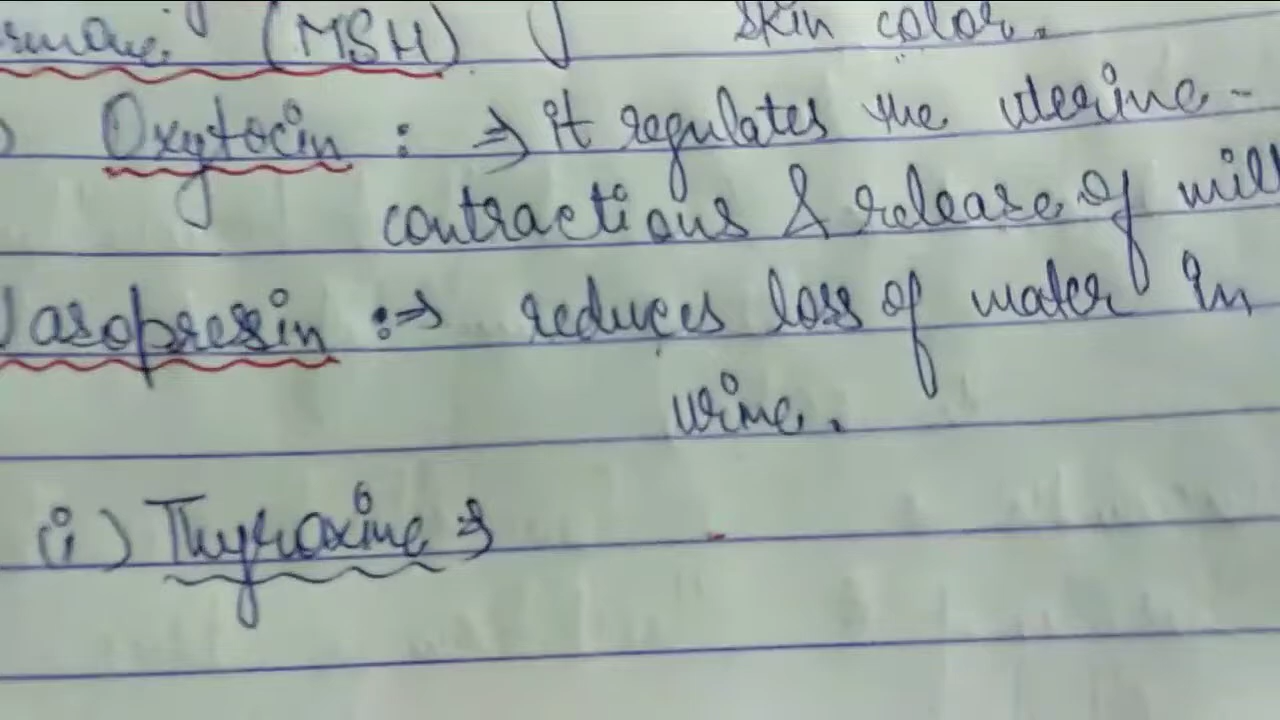 (MSH) skin color.
Oxytocin : ⇒ it regulates the uterine-
contractions & release of
Vasopressin :⇒ reduces loss of water in
urine.
(i) Thyroxine ⇒